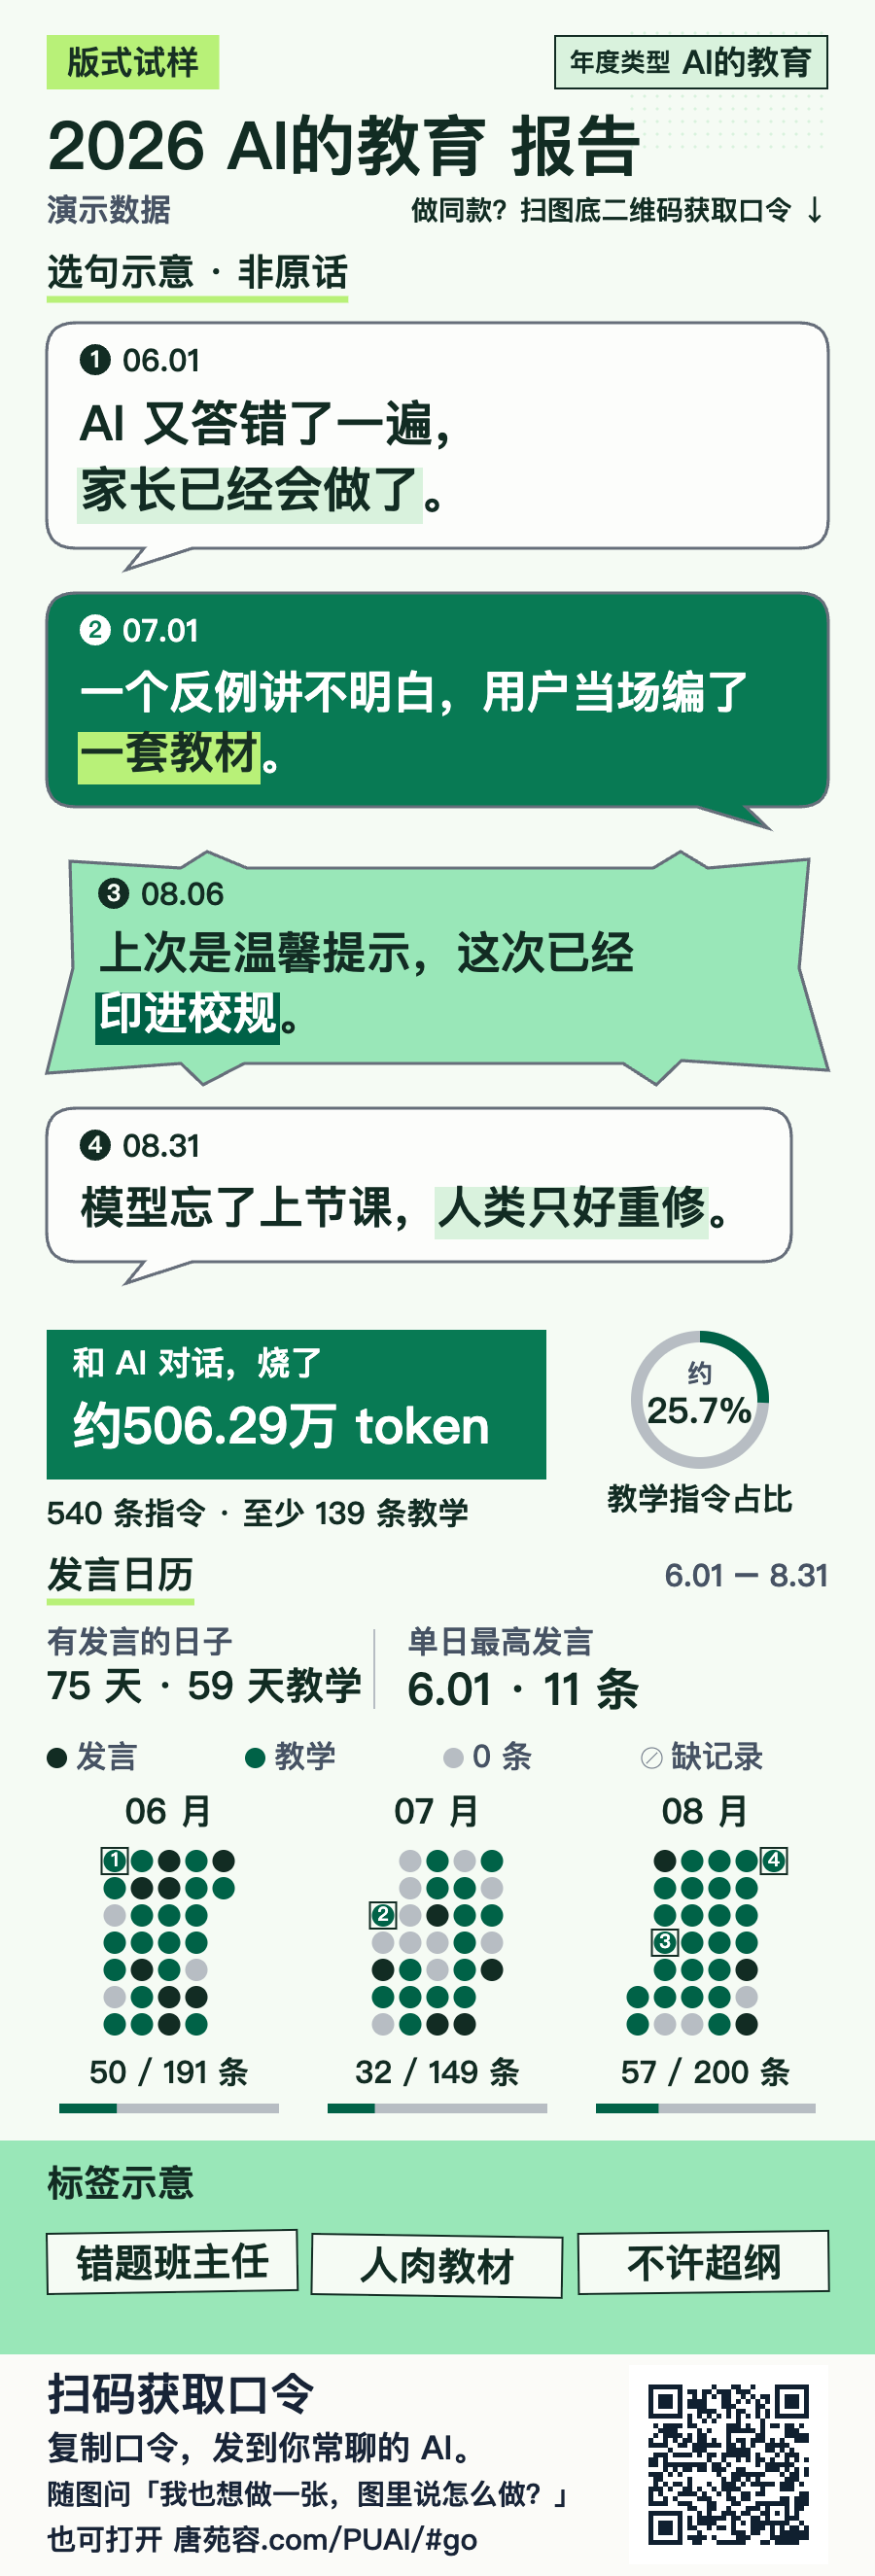 版式试样
年度类型 AI的教育
2026 AI的教育 报告
演示数据
做同款？扫图底二维码获取口令 ↓
选句示意 · 非原话
1 06.01
AI 又答错了一遍，
家长已经会做了。
2 07.01
一个反例讲不明白，用户当场编了
一套教材。
3 08.06
上次是温馨提示，这次已经
印进校规。
4 08.31
模型忘了上节课，人类只好重修。
和 AI 对话，烧了
约506.29万 token
约
25.7%
教学指令占比
540 条指令 · 至少 139 条教学
发言日历
6.01 — 8.31
有发言的日子
75 天 · 59 天教学
单日最高发言
6.01 · 11 条
发言 教学 0 条 缺记录
06 月 07 月 08 月
1
4
2
3
50 / 191 条 32 / 149 条 57 / 200 条
标签示意
错题班主任 人肉教材 不许超纲
扫码获取口令
复制口令，发到你常聊的 AI。
随图问「我也想做一张，图里说怎么做？」
也可打开 唐苑容.com/PUAI/#go